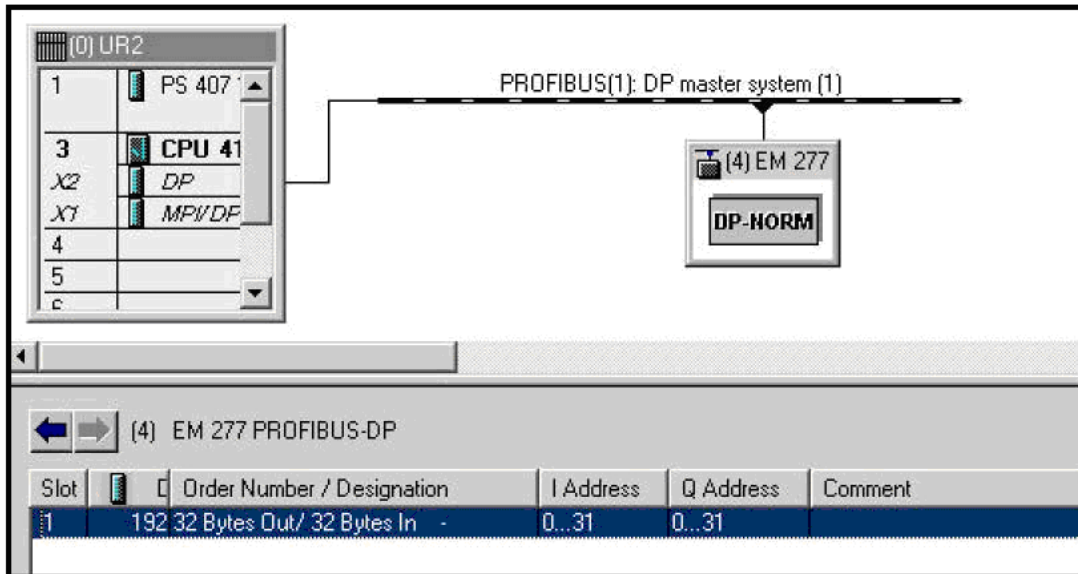 (0) UR2
1 PS 407
3 CPU 41
X2 DP
X1 MPI/DP
4
5
PROFIBUS(1): DP master system (1)
(4) EM 277
DP-NORM
(4) EM 277 PROFIBUS-DP
Slot D Order Number / Designation I Address Q Address Comment
1 192 32 Bytes Out/ 32 Bytes In - 0...31 0...31